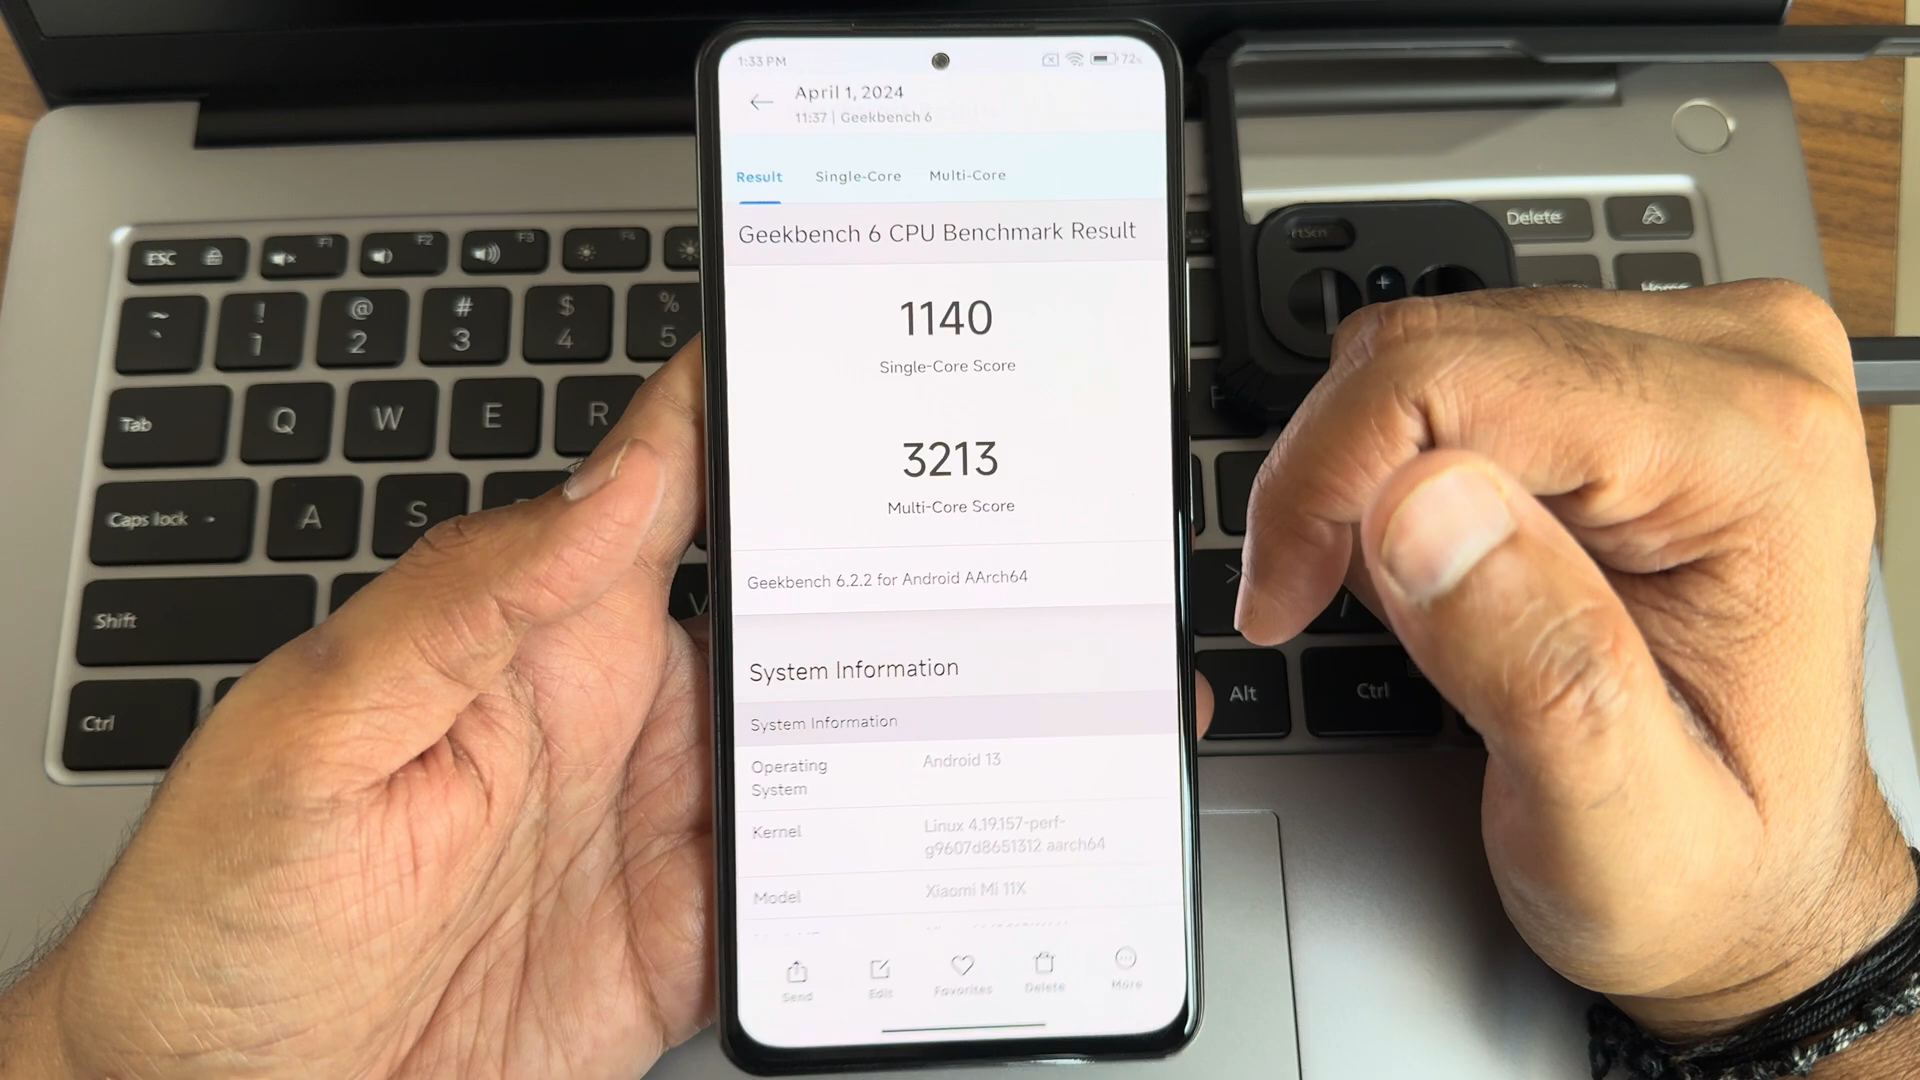 1:33 PM
72%
April 1, 2024
11:37 | Geekbench 6
Result Single-Core Multi-Core
Geekbench 6 CPU Benchmark Result
1140
Single-Core Score
3213
Multi-Core Score
Geekbench 6.2.2 for Android AArch64
System Information
System Information
Operating System Android 13
Kernel Linux 4.19.157-perf-
g9607d8651312 aarch64
Model Xiaomi Mi 11X
Send Edit Favorites Delete More
ESC F1 F2 F3 F4
~ ! @ # $ %
` 1 2 3 4 5
Tab Q W E R
Caps lock A S
Shift V
Ctrl
Delete
Home
> /
Alt Ctrl